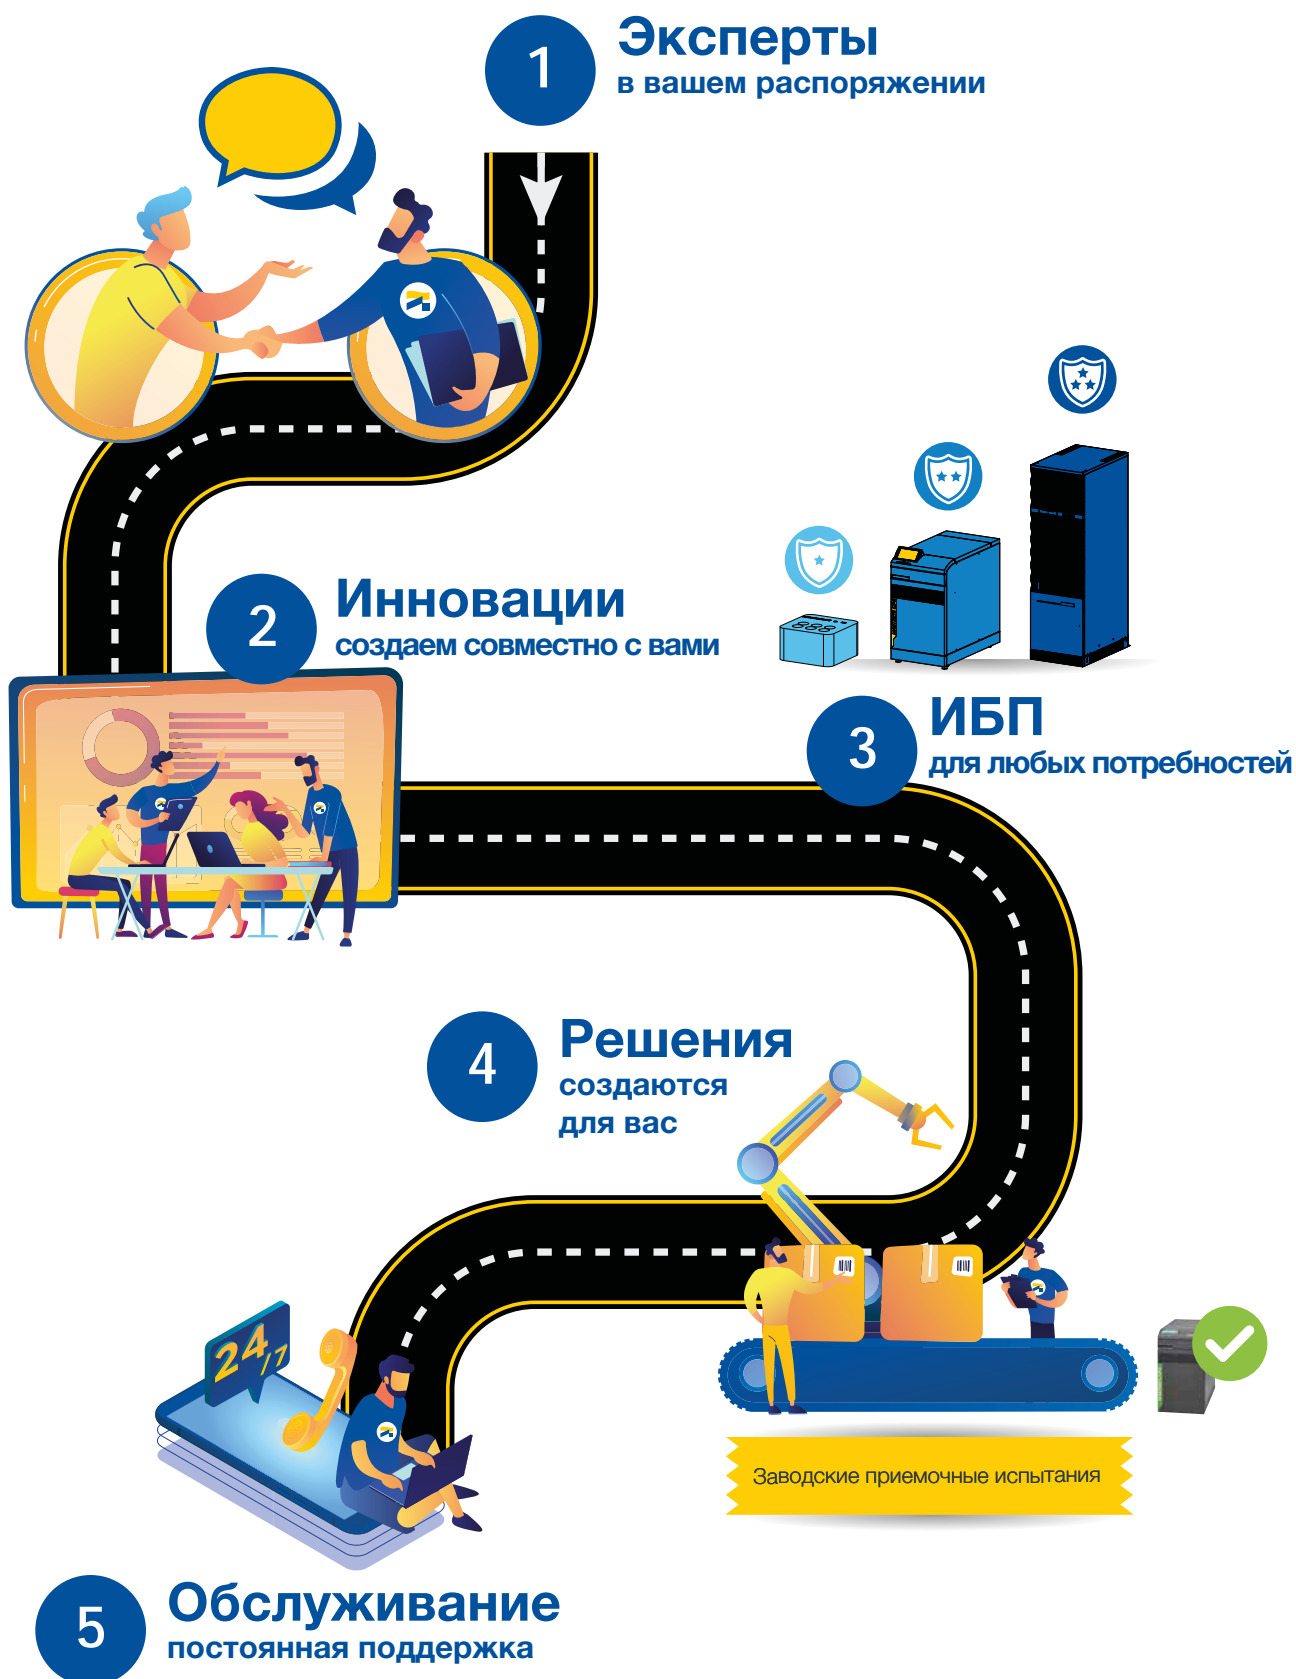 1
Эксперты
в вашем распоряжении
2
Инновации
создаем совместно с вами
3
ИБП
для любых потребностей
4
Решения
создаются
для вас
24/7
Заводские приемочные испытания
5
Обслуживание
постоянная поддержка